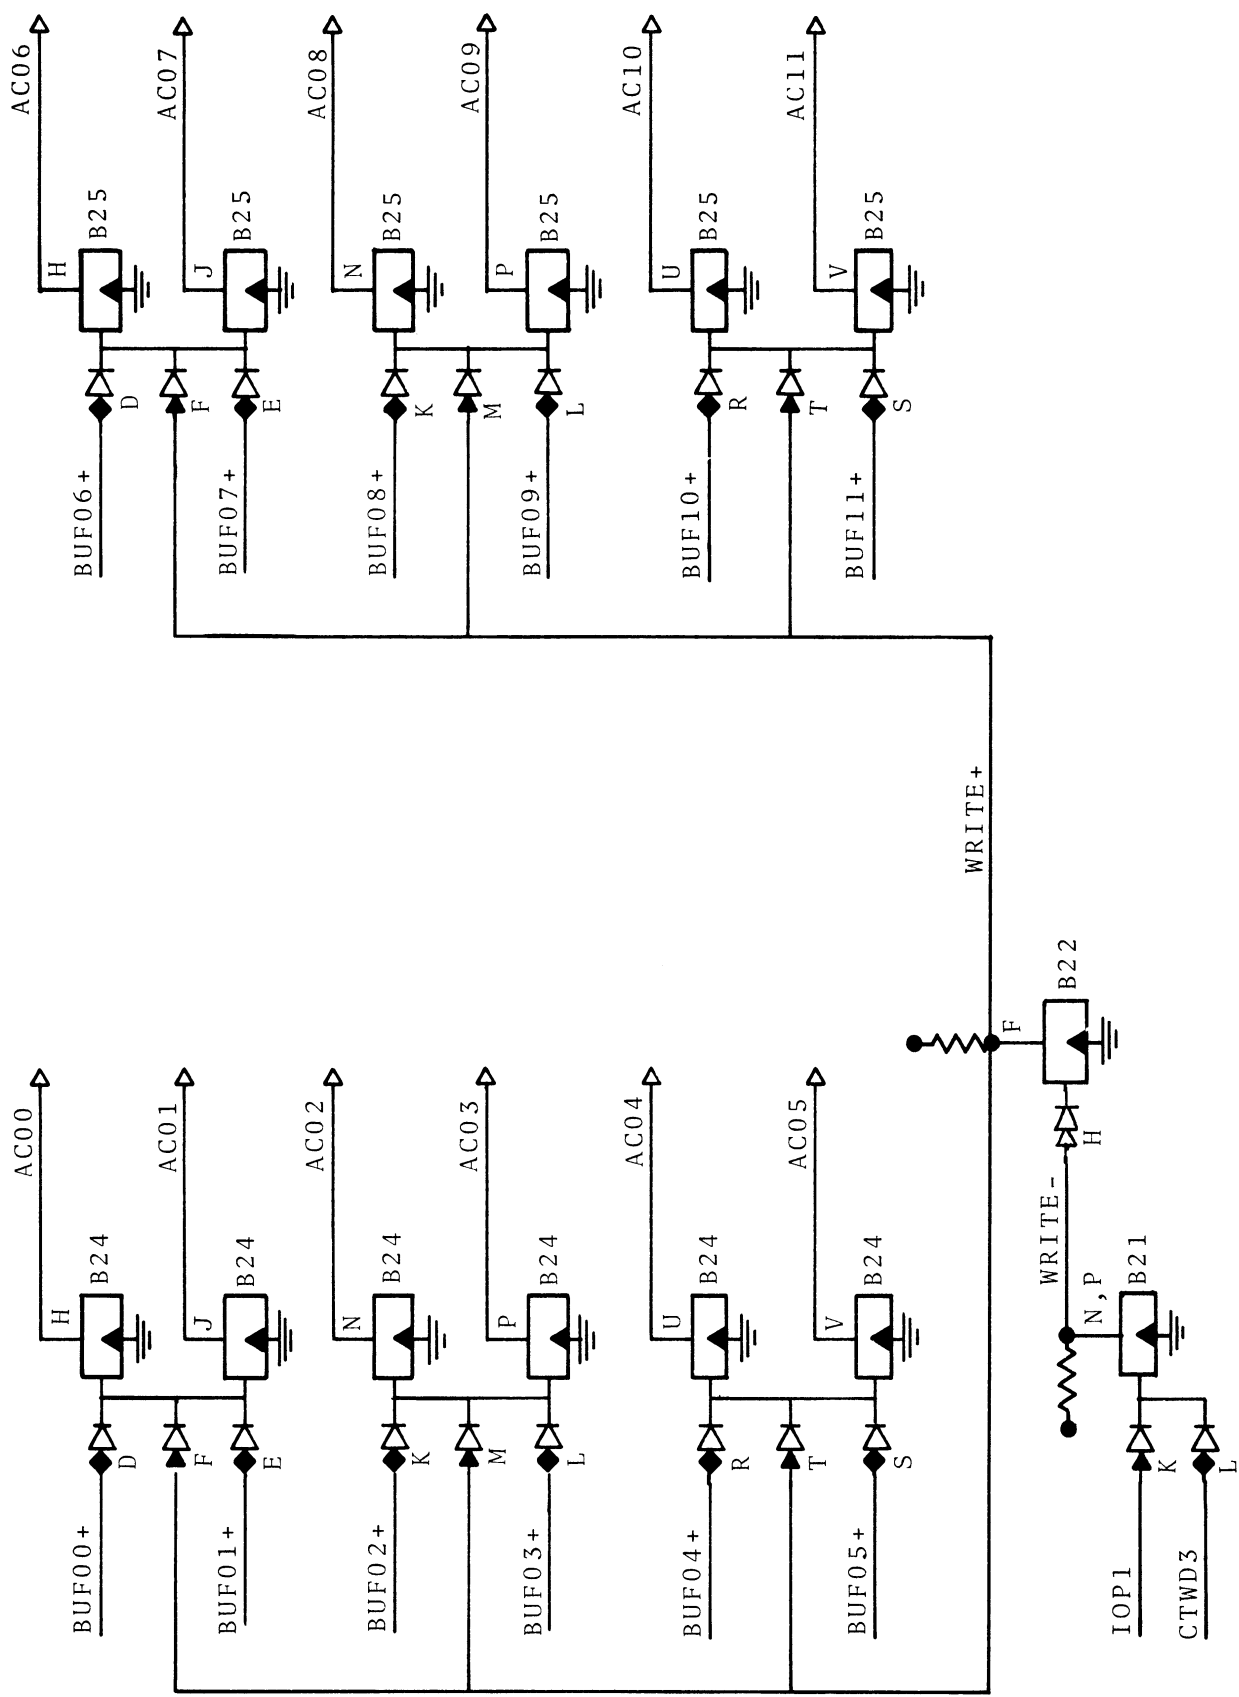 AC06
H
B25
D
BUF06+
F
AC07
J
B25
E
BUF07+
AC08
N
B25
K
BUF08+
M
AC09
P
B25
L
BUF09+
AC10
U
B25
R
BUF10+
T
AC11
V
B25
S
BUF11+
WRITE+
AC00
H
B24
D
BUF00+
F
AC01
J
B24
E
BUF01+
AC02
N
B24
K
BUF02+
M
AC03
P
B24
L
BUF03+
AC04
U
B24
R
BUF04+
T
AC05
V
B24
S
BUF05+
F
B22
H
WRITE-
N,P
B21
K
IOP1
L
CTWD3